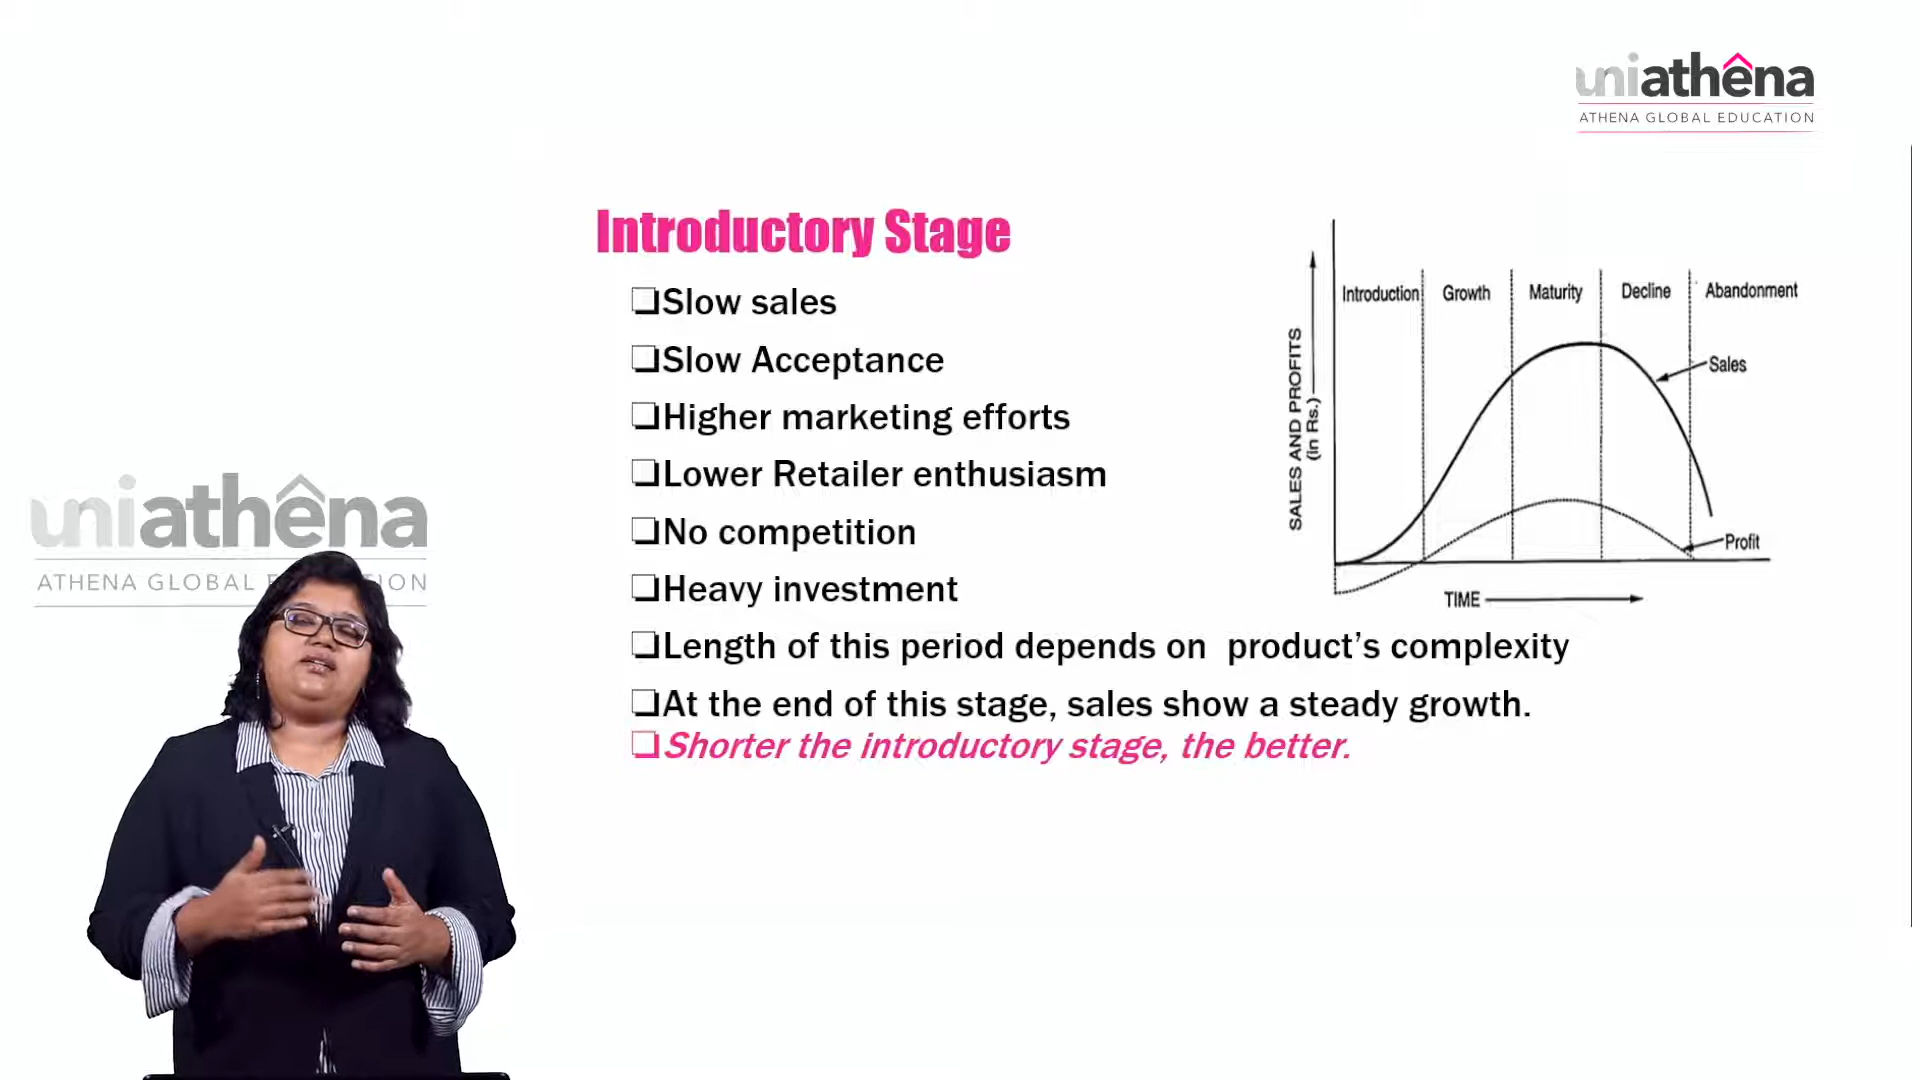 uniathêna
ATHENA GLOBAL EDUCATION
Introductory Stage
❑Slow sales
❑Slow Acceptance
❑Higher marketing efforts
❑Lower Retailer enthusiasm
❑No competition
❑Heavy investment
❑Length of this period depends on product’s complexity
❑At the end of this stage, sales show a steady growth.
❑Shorter the introductory stage, the better.
SALES AND PROFITS
(in Rs.)
Introduction
Growth
Maturity
Decline
Abandonment
Sales
Profit
TIME
uniathêna
ATHENA GLOBAL E ION